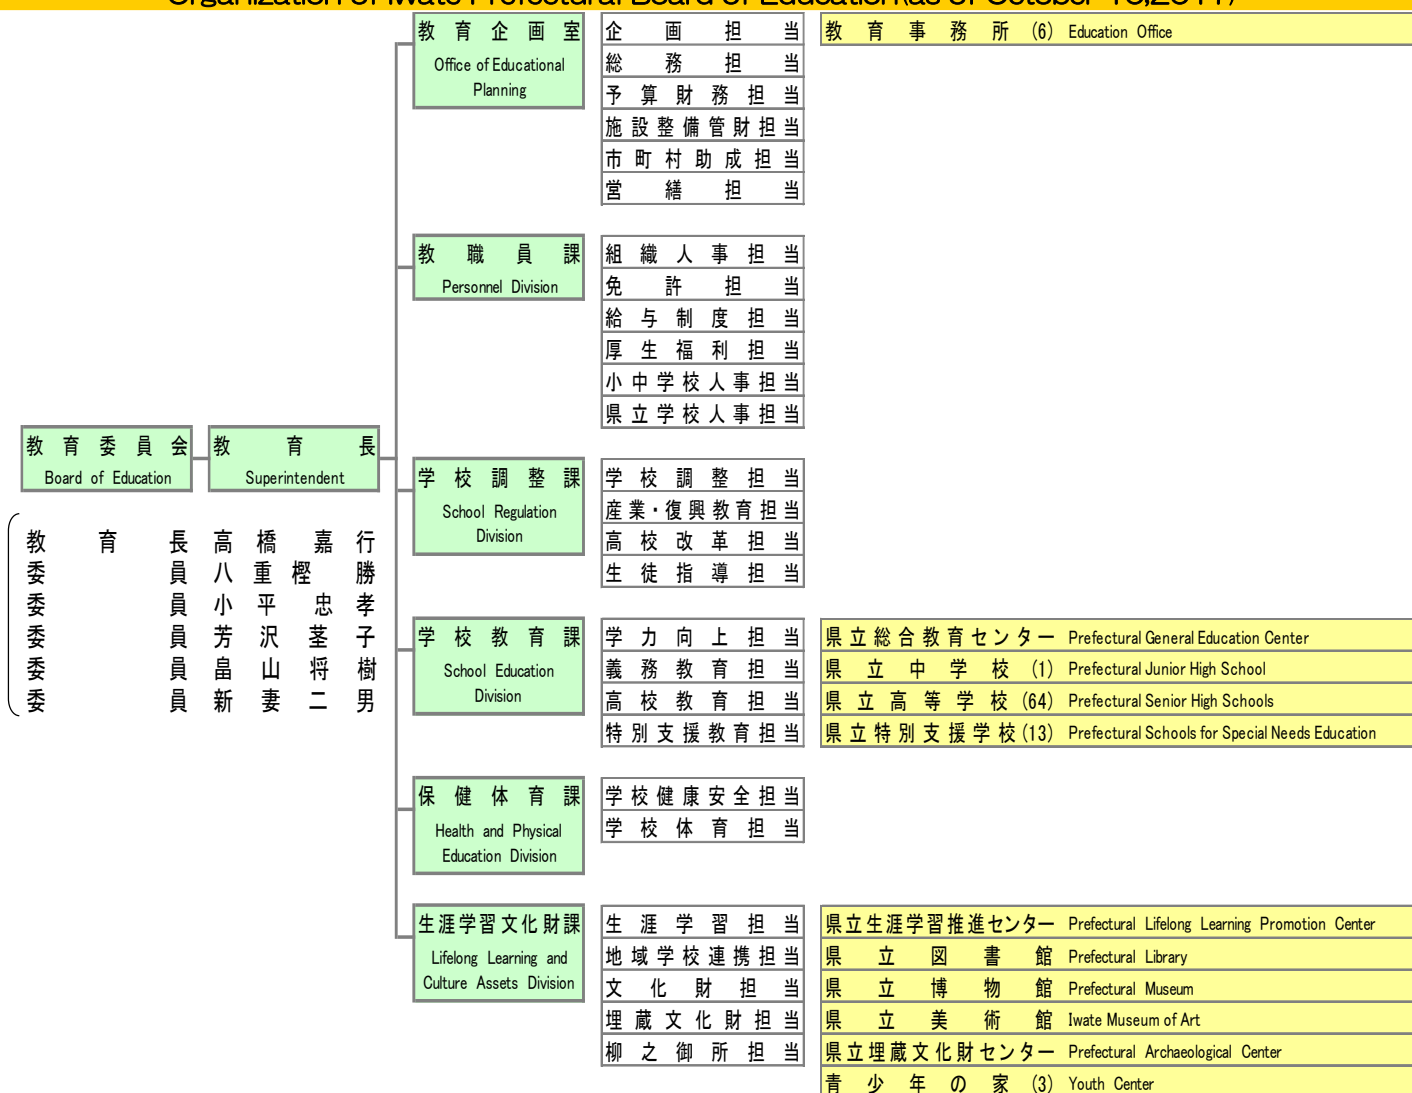 Organization of Iwate Prefectural Board of Education(as of October 18,2017)
教育企画室
Office of Educational
Planning
企画担当
総務担当
予算財務担当
施設整備管財担当
市町村助成担当
営繕担当
教育事務所(6) Education Office
教職員課
Personnel Division
組織人事担当
免許担当
給与制度担当
厚生福利担当
小中学校人事担当
県立学校人事担当
教育委員会
Board of Education
教育長
Superintendent
教育長 高橋嘉行
委員 八重樫勝
委員 小平忠孝
委員 芳沢茎子
委員 畠山将樹
委員 新妻二男
学校調整課
School Regulation
Division
学校調整担当
産業・復興教育担当
高校改革担当
生徒指導担当
学校教育課
School Education
Division
学力向上担当
義務教育担当
高校教育担当
特別支援教育担当
県立総合教育センター Prefectural General Education Center
県立中学校(1) Prefectural Junior High School
県立高等学校(64) Prefectural Senior High Schools
県立特別支援学校(13) Prefectural Schools for Special Needs Education
保健体育課
Health and Physical
Education Division
学校健康安全担当
学校体育担当
生涯学習文化財課
Lifelong Learning and
Culture Assets Division
生涯学習担当
地域学校連携担当
文化財担当
埋蔵文化財担当
柳之御所担当
県立生涯学習推進センター Prefectural Lifelong Learning Promotion Center
県立図書館 Prefectural Library
県立博物館 Prefectural Museum
県立美術館 Iwate Museum of Art
県立埋蔵文化財センター Prefectural Archaeological Center
青少年の家(3) Youth Center